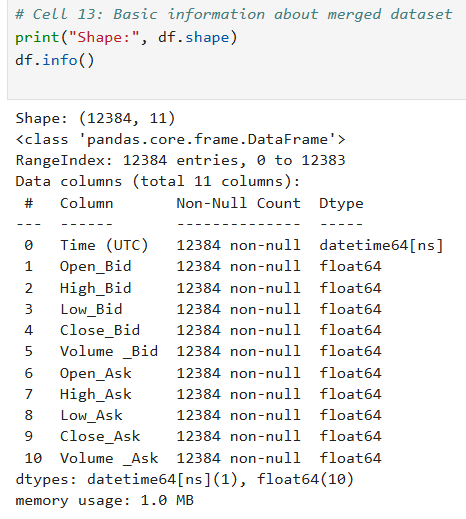 # Cell 13: Basic information about merged dataset
print("Shape:", df.shape)
df.info()
Shape: (12384, 11)
<class 'pandas.core.frame.DataFrame'>
RangeIndex: 12384 entries, 0 to 12383
Data columns (total 11 columns):
 #   Column       Non-Null Count  Dtype
---  ------       --------------  -----
 0   Time (UTC)   12384 non-null  datetime64[ns]
 1   Open_Bid     12384 non-null  float64
 2   High_Bid     12384 non-null  float64
 3   Low_Bid      12384 non-null  float64
 4   Close_Bid    12384 non-null  float64
 5   Volume _Bid  12384 non-null  float64
 6   Open_Ask     12384 non-null  float64
 7   High_Ask     12384 non-null  float64
 8   Low_Ask      12384 non-null  float64
 9   Close_Ask    12384 non-null  float64
 10  Volume _Ask  12384 non-null  float64
dtypes: datetime64[ns](1), float64(10)
memory usage: 1.0 MB